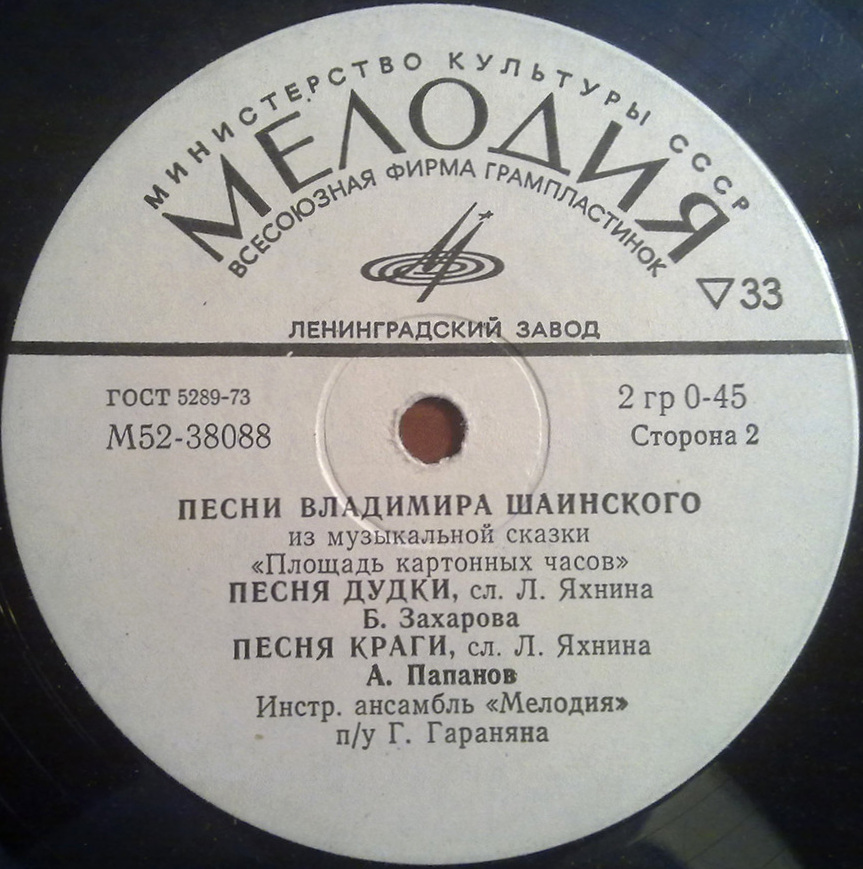 МИНИСТЕРСТВО КУЛЬТУРЫ СССР
МЕЛОДИЯ
ВСЕСОЮЗНАЯ ФИРМА ГРАМПЛАСТИНОК
▽33
ЛЕНИНГРАДСКИЙ ЗАВОД
ГОСТ 5289-73
2 гр 0-45
М52-38088
Сторона 2
ПЕСНИ ВЛАДИМИРА ШАИНСКОГО
из музыкальной сказки
«Площадь картонных часов»
ПЕСНЯ ДУДКИ, сл. Л. Яхнина
Б. Захарова
ПЕСНЯ КРАГИ, сл. Л. Яхнина
А. Папанов
Инстр. ансамбль «Мелодия»
п/у Г. Гараняна